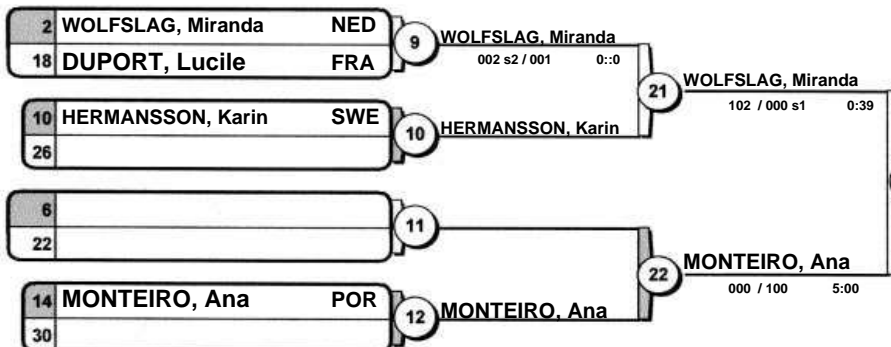 2 WOLFSLAG, Miranda NED
18 DUPORT, Lucile FRA
9 WOLFSLAG, Miranda
002 s2 / 001 0::0
21 WOLFSLAG, Miranda
102 / 000 s1 0:39
10 HERMANSSON, Karin SWE
26
10 HERMANSSON, Karin
6
22
11
22 MONTEIRO, Ana
000 / 100 5:00
14 MONTEIRO, Ana POR
30
12 MONTEIRO, Ana